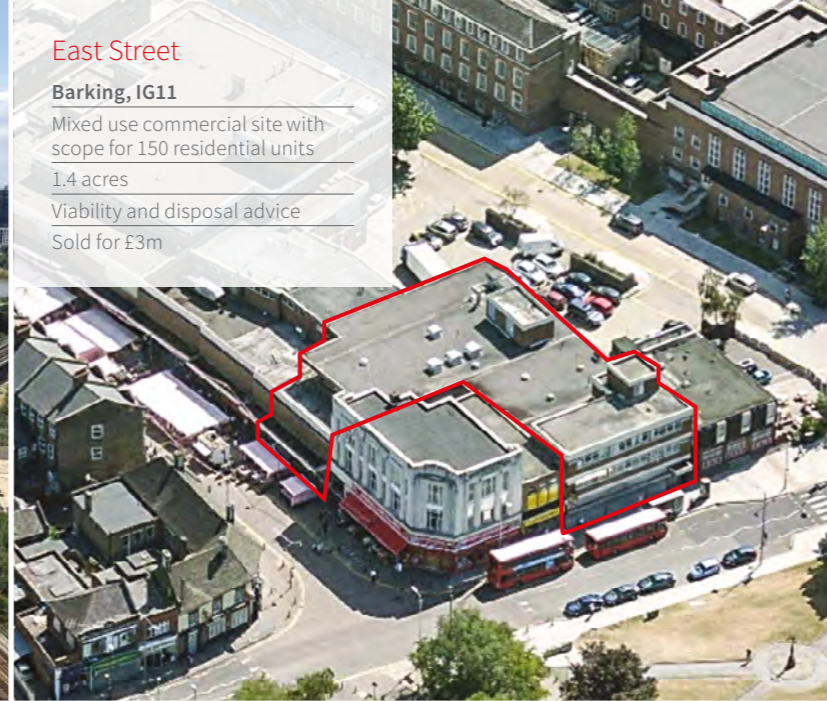 East Street
Barking, IG11
Mixed use commercial site with
scope for 150 residential units
1.4 acres
Viability and disposal advice
Sold for £3m